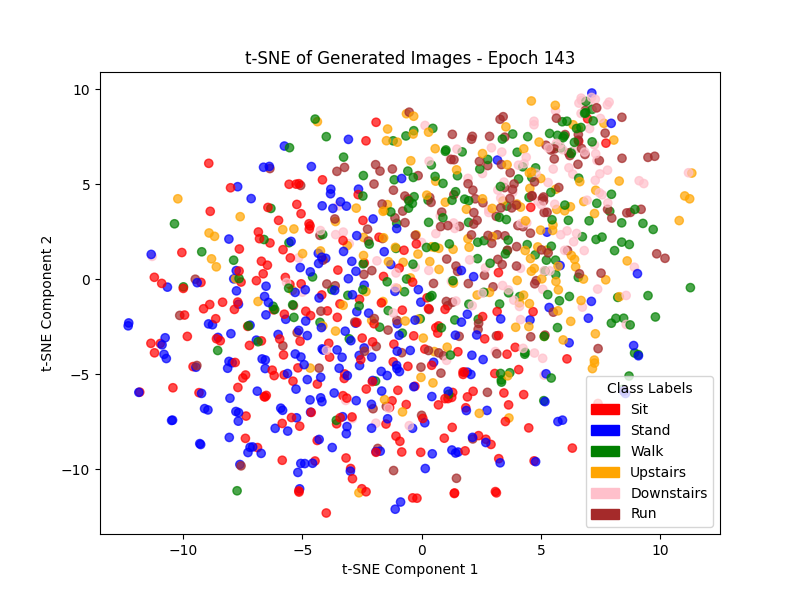 t-SNE of Generated Images - Epoch 143
10
5
0
−5
−10
t-SNE Component 2
−10
−5
0
5
10
t-SNE Component 1
Class Labels
Sit
Stand
Walk
Upstairs
Downstairs
Run